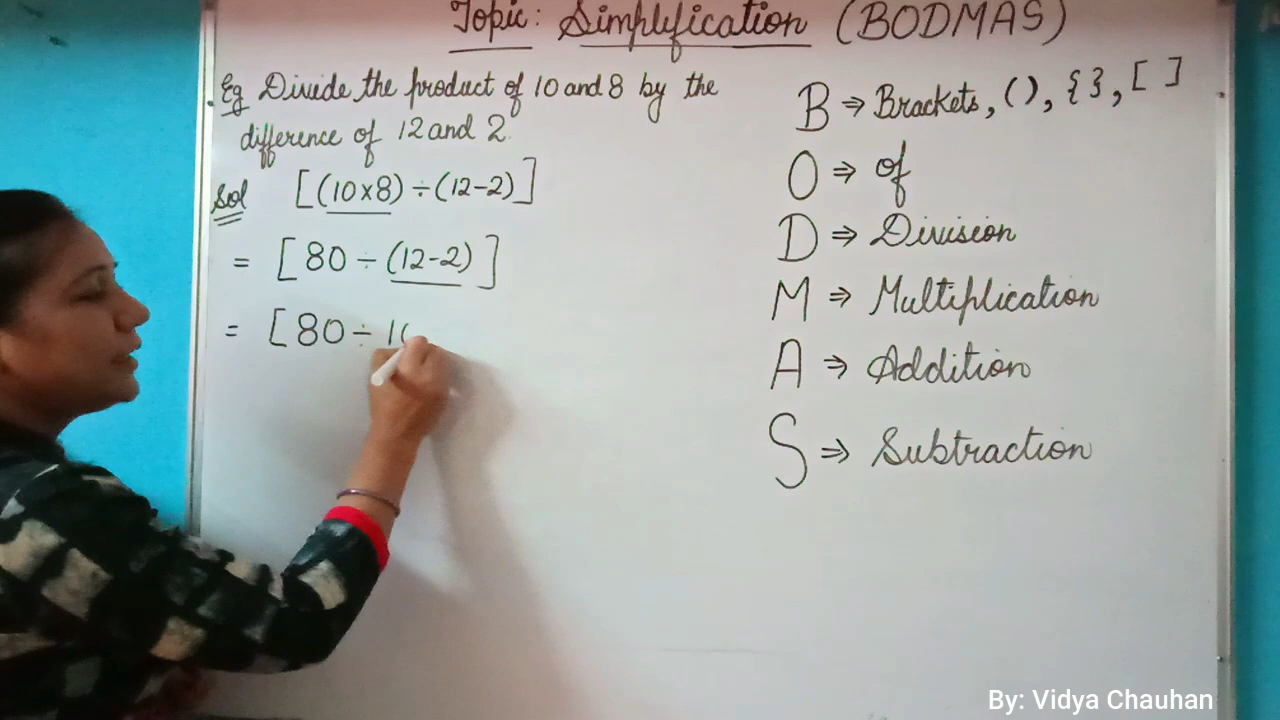 Topic: Simplification (BODMAS)
Eg Divide the product of 10 and 8 by the
difference of 12 and 2.
Sol [(10×8) ÷ (12-2)]
= [80 ÷ (12-2)]
= [80 ÷ 10
B ⇒ Brackets, ( ), { }, [ ]
O ⇒ of
D ⇒ Division
M ⇒ Multiplication
A ⇒ Addition
S ⇒ Subtraction
By: Vidya Chauhan